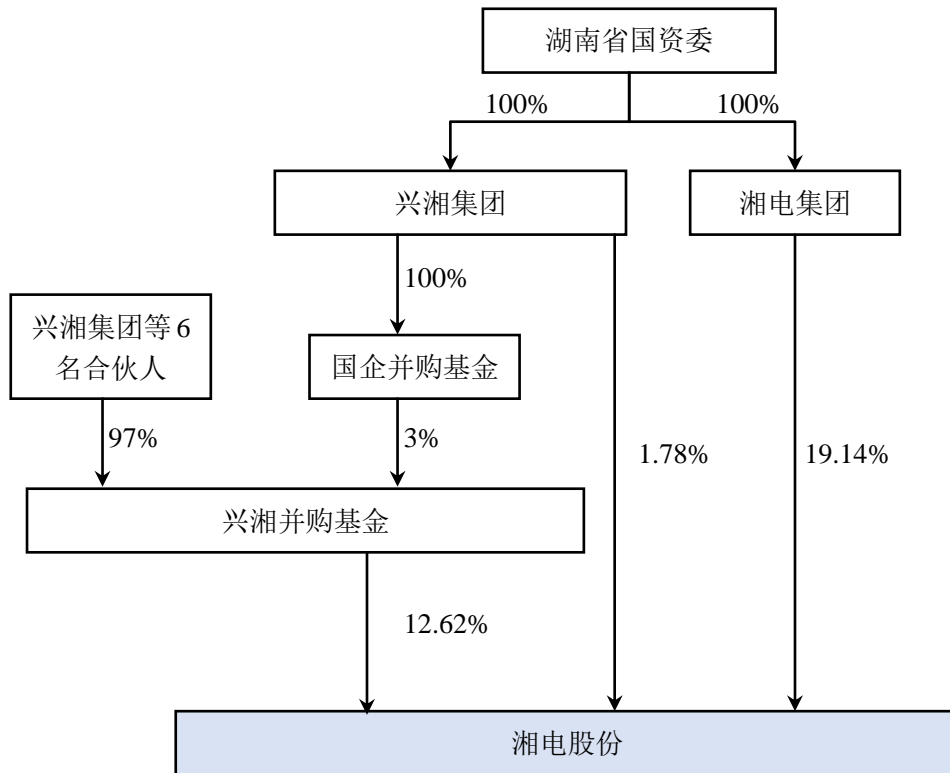 湖南省国资委
100%
100%
兴湘集团
湘电集团
100%
兴湘集团等6
名合伙人
国企并购基金
97%
3%
1.78%
19.14%
兴湘并购基金
12.62%
湘电股份